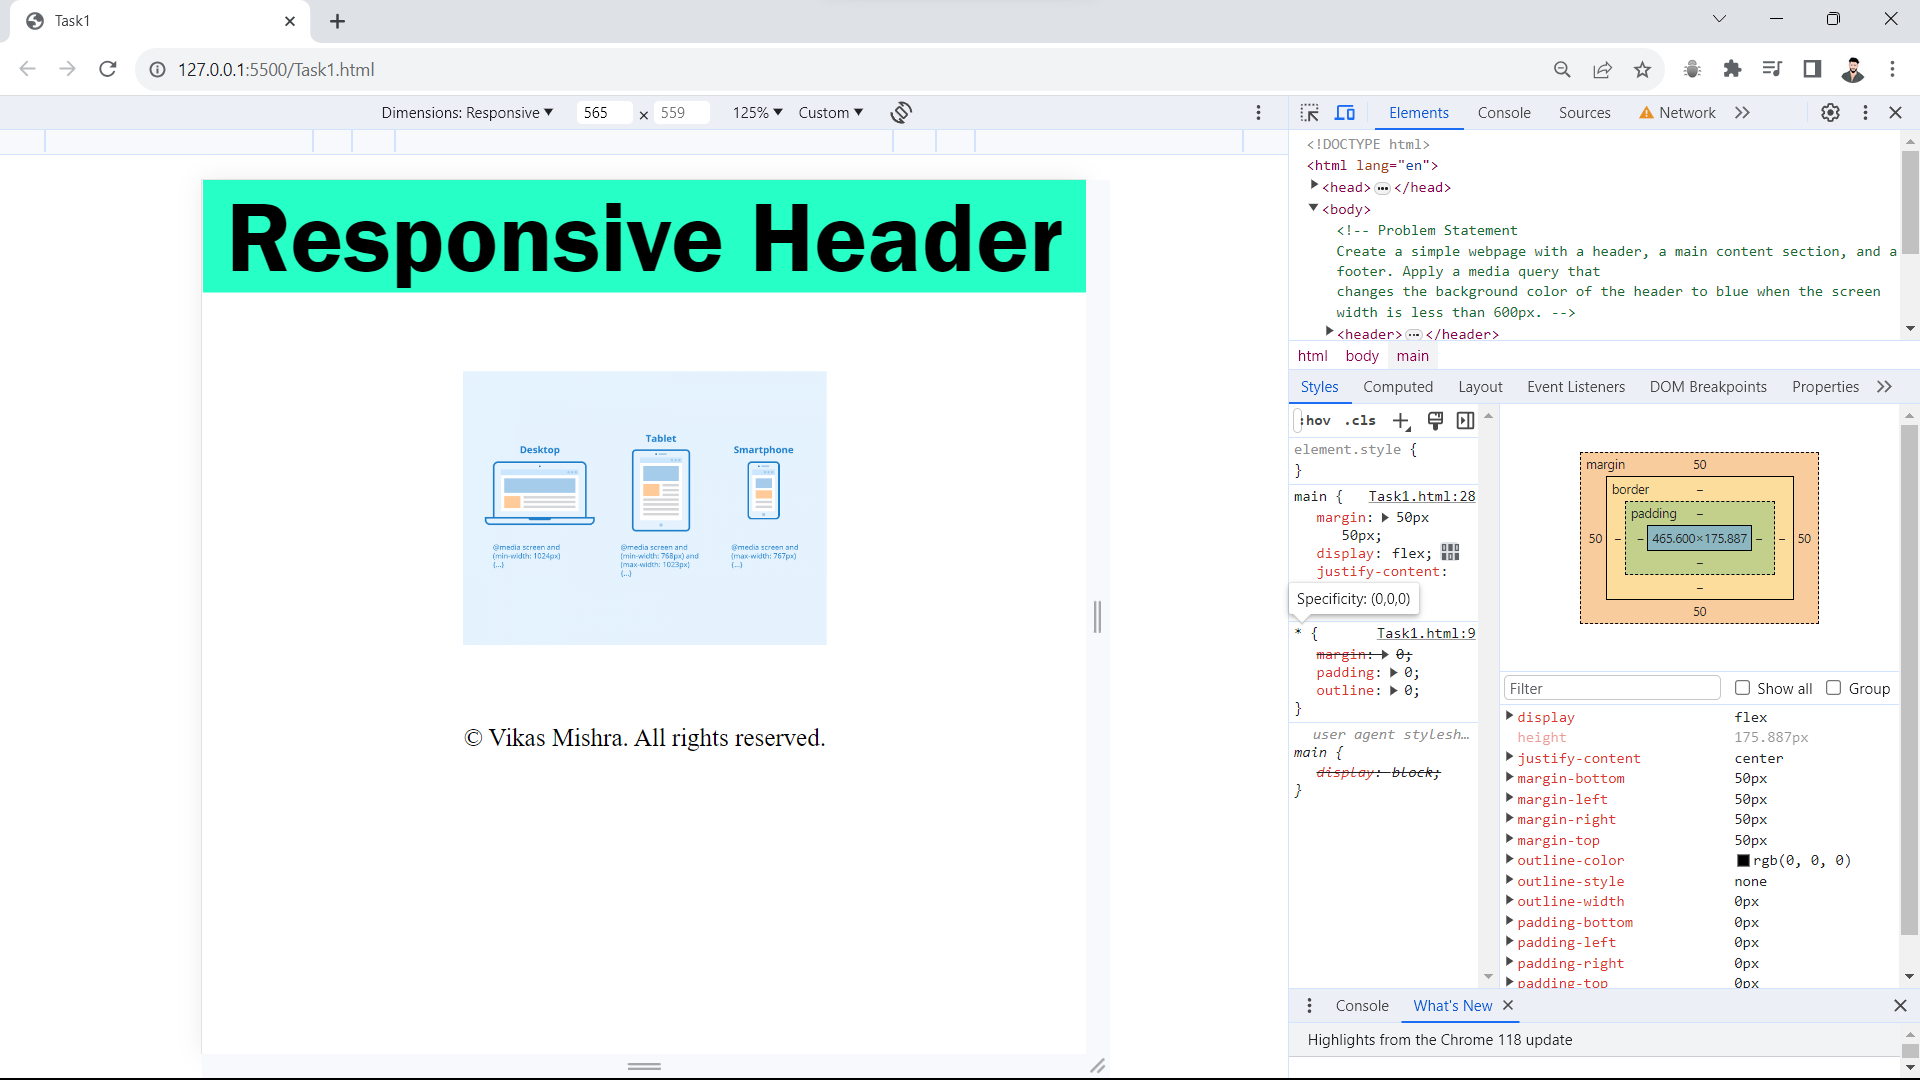 Task1
127.0.0.1:5500/Task1.html
Dimensions: Responsive 565 × 559 125% Custom
Elements Console Sources Network
<!DOCTYPE html>
<html lang="en">
<head> ••• </head>
<body>
<!-- Problem Statement
Create a simple webpage with a header, a main content section, and a
footer. Apply a media query that
changes the background color of the header to blue when the screen
width is less than 600px. -->
<header> ••• </header>
html body main
Styles Computed Layout Event Listeners DOM Breakpoints Properties
:hov .cls
element.style {
}
main { Task1.html:28
margin: 50px
50px;
display: flex;
justify-content:
Specificity: (0,0,0)
* { Task1.html:9
margin: 0;
padding: 0;
outline: 0;
}
user agent stylesh…
main {
display: block;
}
margin 50
border –
padding –
50 – – 465.600×175.887 – – 50
–
–
50
Filter Show all Group
display flex
height 175.887px
justify-content center
margin-bottom 50px
margin-left 50px
margin-right 50px
margin-top 50px
outline-color rgb(0, 0, 0)
outline-style none
outline-width 0px
padding-bottom 0px
padding-left 0px
padding-right 0px
padding-top 0px
Console What's New
Highlights from the Chrome 118 update
Responsive Header
Desktop
@media screen and
(min-width: 1024px)
{...}
Tablet
@media screen and
(min-width: 768px) and
(max-width: 1023px)
{...}
Smartphone
@media screen and
(max-width: 767px)
{...}
© Vikas Mishra. All rights reserved.